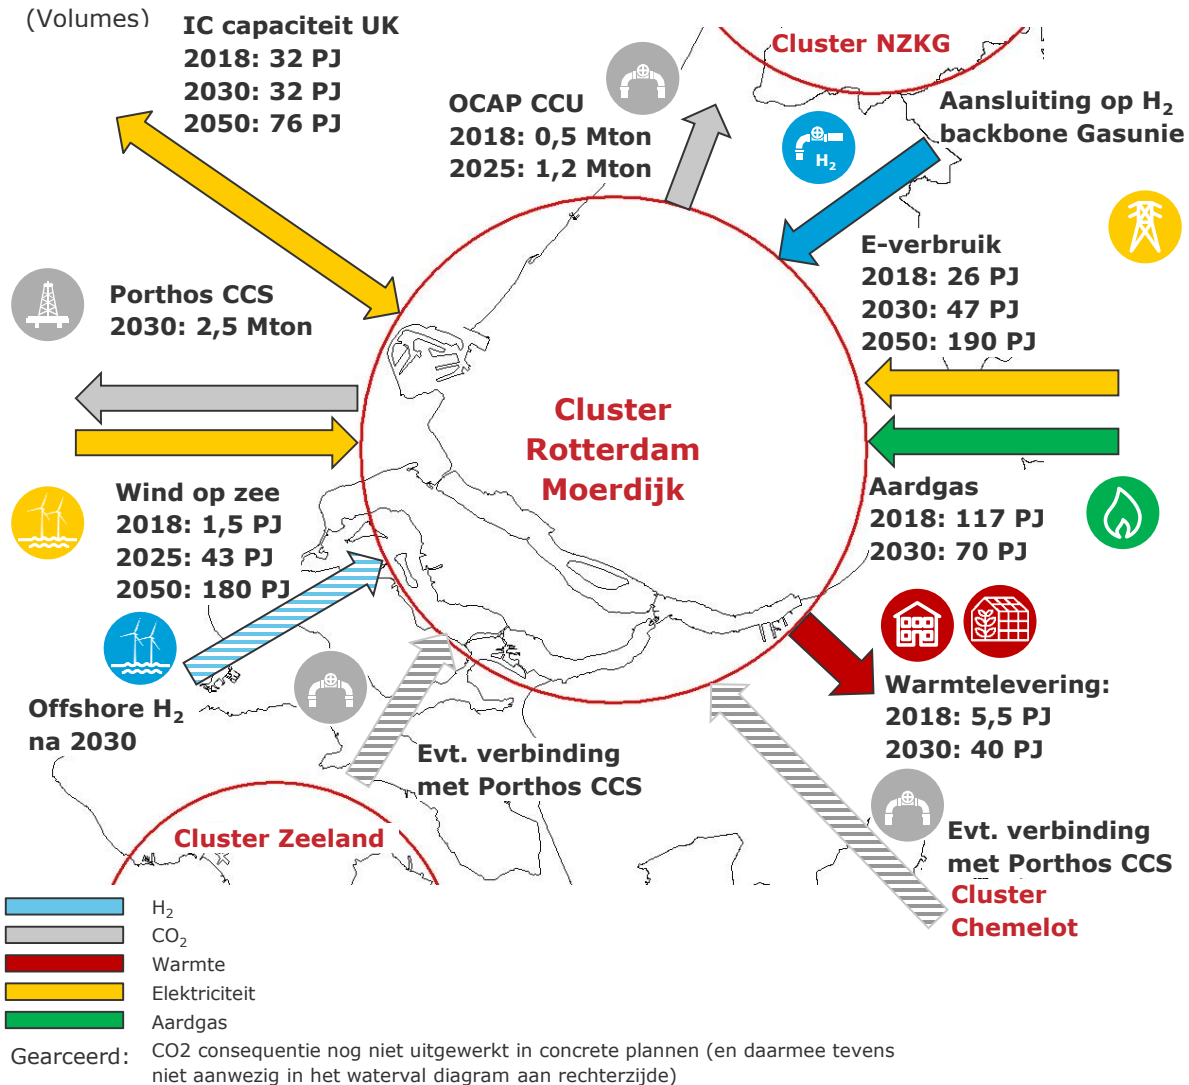 (Volumes)
IC capaciteit UK
2018: 32 PJ
2030: 32 PJ
2050: 76 PJ
Cluster NZKG
OCAP CCU
2018: 0,5 Mton
2025: 1,2 Mton
Aansluiting op H₂
backbone Gasunie
H₂
E-verbruik
2018: 26 PJ
2030: 47 PJ
2050: 190 PJ
Porthos CCS
2030: 2,5 Mton
Cluster
Rotterdam
Moerdijk
Wind op zee
2018: 1,5 PJ
2025: 43 PJ
2050: 180 PJ
Aardgas
2018: 117 PJ
2030: 70 PJ
Offshore H₂
na 2030
Warmtelevering:
2018: 5,5 PJ
2030: 40 PJ
Evt. verbinding
met Porthos CCS
Cluster Zeeland
Evt. verbinding
met Porthos CCS
Cluster
Chemelot
H₂
CO₂
Warmte
Elektriciteit
Aardgas
Gearceerd: CO2 consequentie nog niet uitgewerkt in concrete plannen (en daarmee tevens
niet aanwezig in het waterval diagram aan rechterzijde)